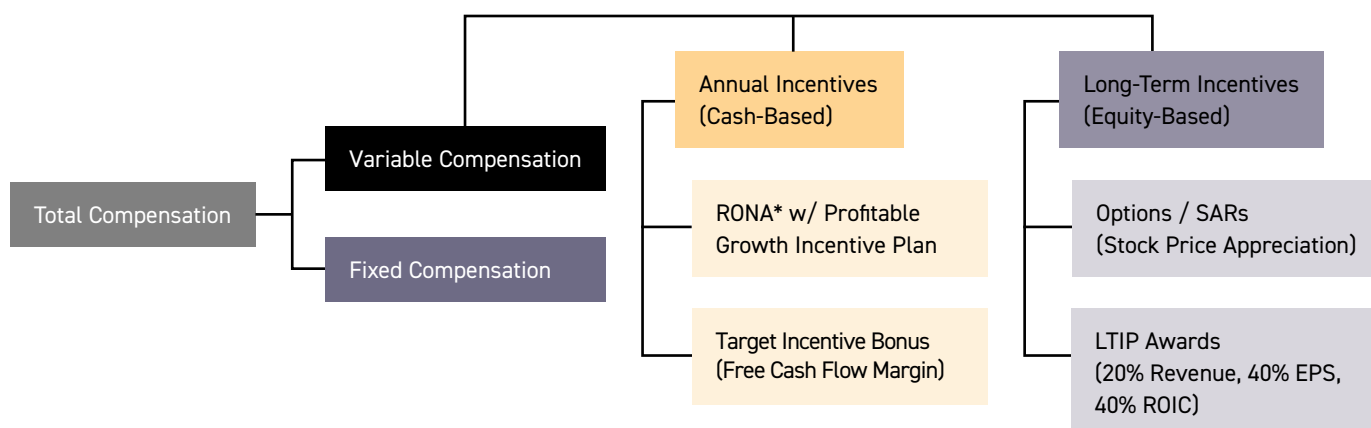 Total Compensation
Variable Compensation
Fixed Compensation
Annual Incentives
(Cash-Based)
RONA* w/ Profitable
Growth Incentive Plan
Target Incentive Bonus
(Free Cash Flow Margin)
Long-Term Incentives
(Equity-Based)
Options / SARs
(Stock Price Appreciation)
LTIP Awards
(20% Revenue, 40% EPS,
40% ROIC)